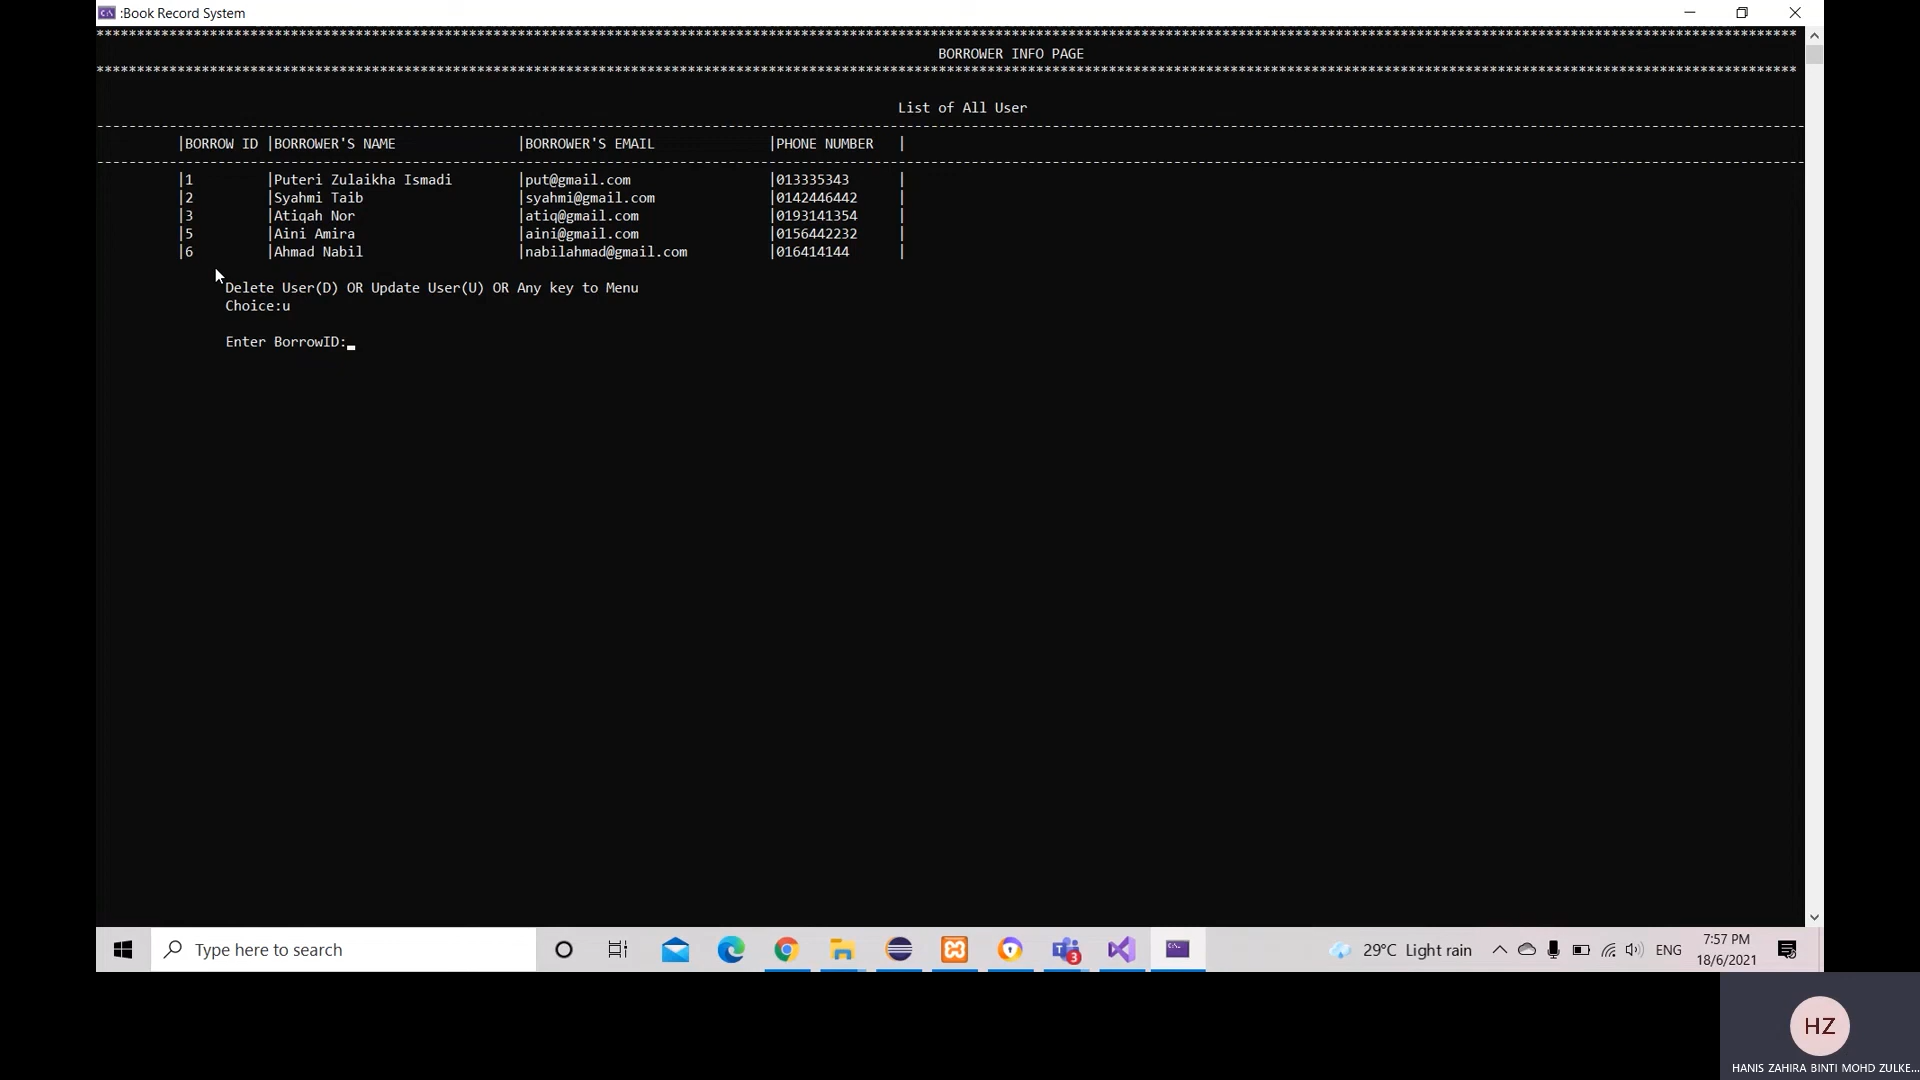 :Book Record System
************************************************************************************************************************************************************************************************************
BORROWER INFO PAGE
************************************************************************************************************************************************************************************************************
List of All User
--------------------------------------------------------------------------------------------------------------------------------------------------------------------------------------------------------------
|BORROW ID |BORROWER'S NAME |BORROWER'S EMAIL |PHONE NUMBER |
--------------------------------------------------------------------------------------------------------------------------------------------------------------------------------------------------------------
|1 |Puteri Zulaikha Ismadi |put@gmail.com |013335343 |
|2 |Syahmi Taib |syahmi@gmail.com |0142446442 |
|3 |Atiqah Nor |atiq@gmail.com |0193141354 |
|5 |Aini Amira |aini@gmail.com |0156442232 |
|6 |Ahmad Nabil |nabilahmad@gmail.com |016414144 |
Delete User(D) OR Update User(U) OR Any key to Menu
Choice:u
Enter BorrowID:
Type here to search
3
29°C Light rain
ENG
7:57 PM
18/6/2021
HZ
HANIS ZAHIRA BINTI MOHD ZULKE...